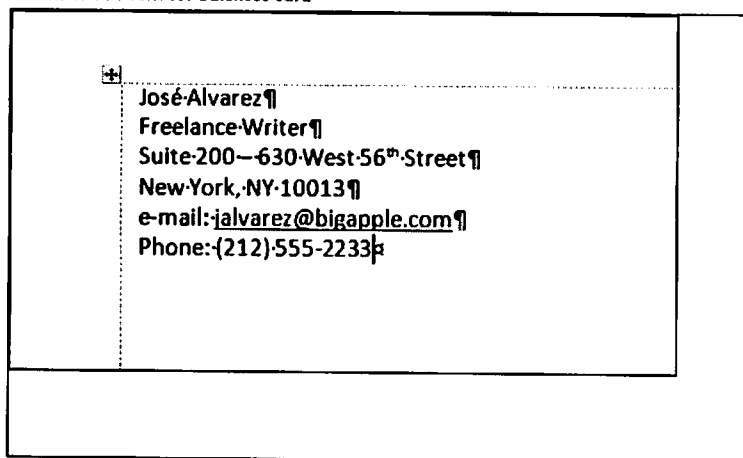 José Alvarez¶
Freelance Writer¶
Suite 200 – 630 West 56th Street¶
New York, NY 10013¶
e-mail: jalvarez@bigapple.com¶
Phone: (212) 555-2233¤